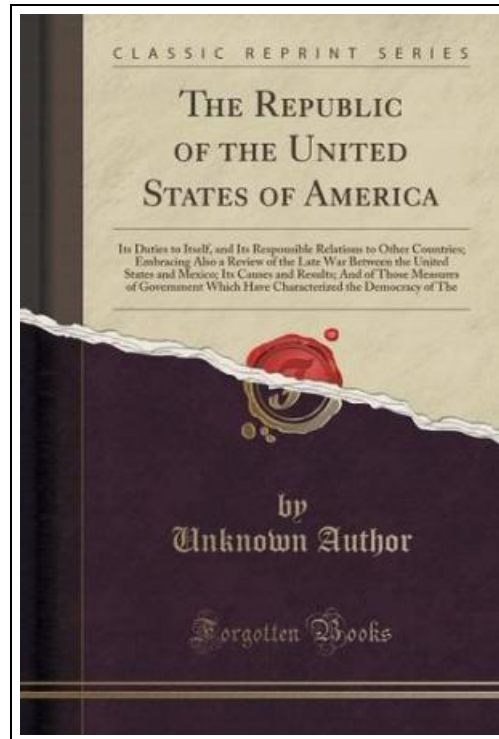 CLASSIC REPRINT SERIES
THE REPUBLIC
OF THE UNITED
STATES OF AMERICA
Its Duties to Itself, and Its Responsible Relations to Other Countries;
Embracing Also a Review of the Late War Between the United
States and Mexico; Its Causes and Results; And of Those Measures
of Government Which Have Characterized the Democracy of The
F
by
Unknown Author
Forgotten Books